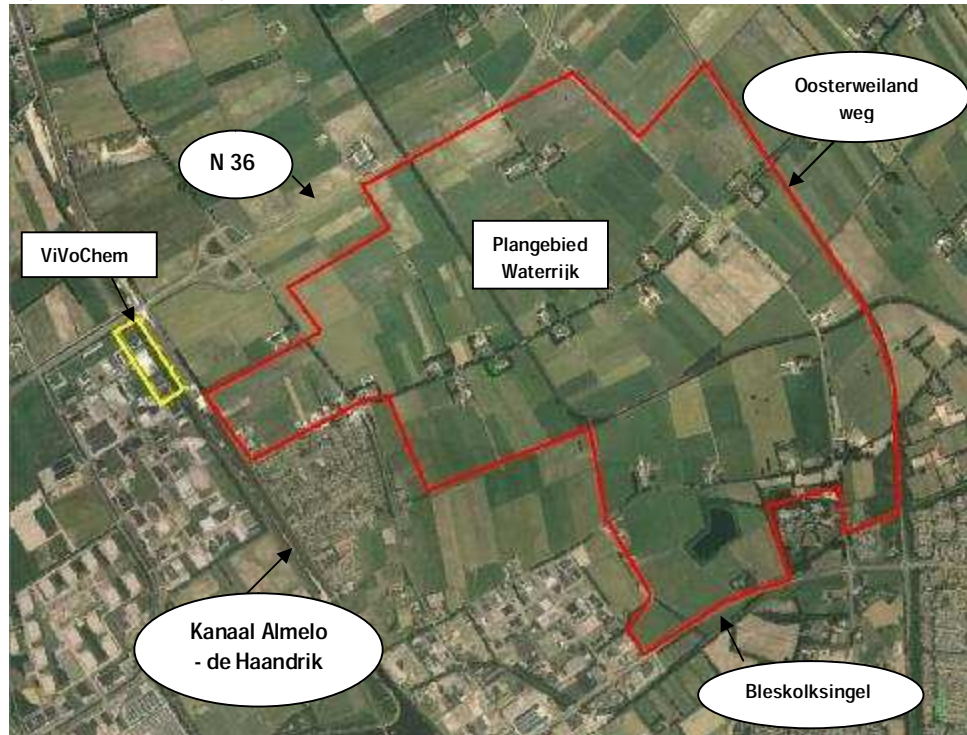 Oosterweiland
weg
N 36
ViVoChem
Plangebied
Waterrijk
Kanaal Almelo
- de Haandrik
Bleskolksingel